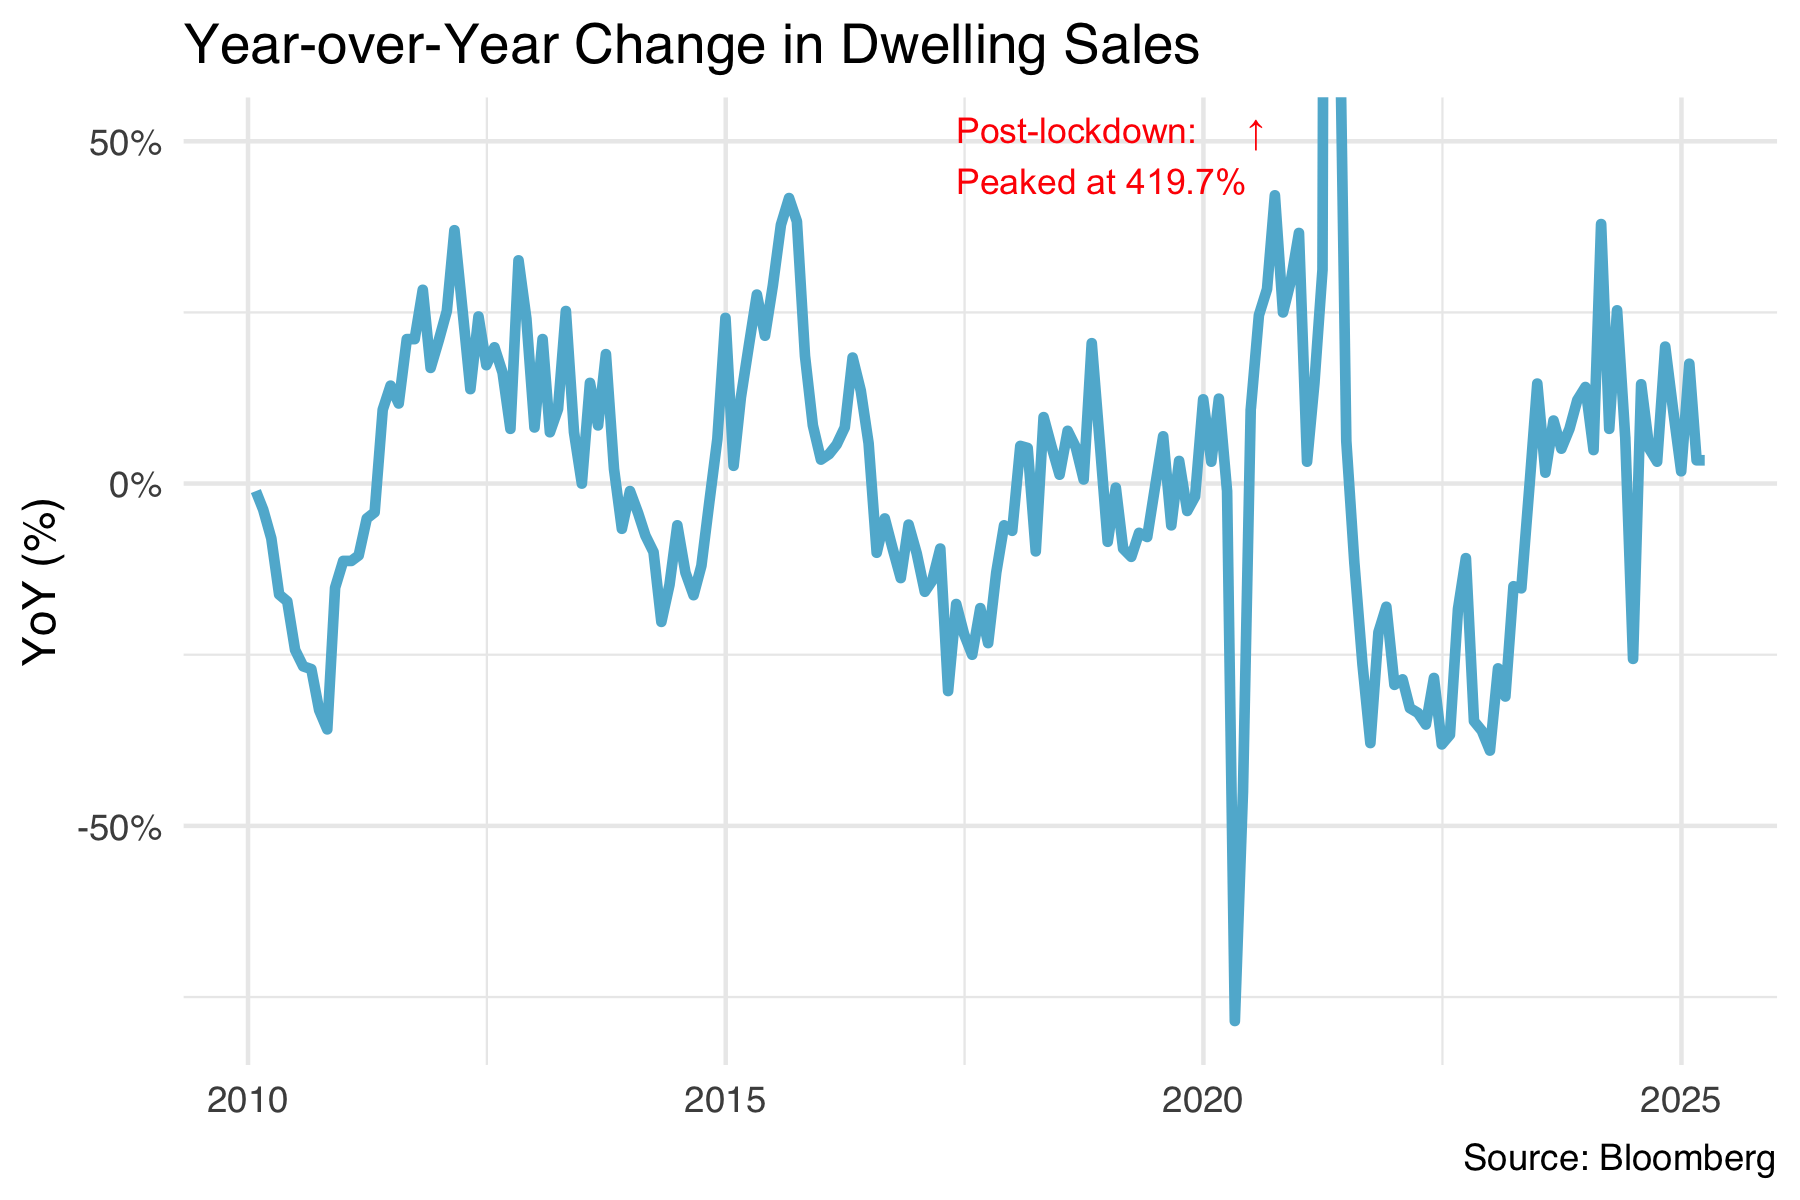 Year-over-Year Change in Dwelling Sales
Post-lockdown: ↑
Peaked at 419.7%
YoY (%)
50%
0%
-50%
2010 2015 2020 2025
Source: Bloomberg